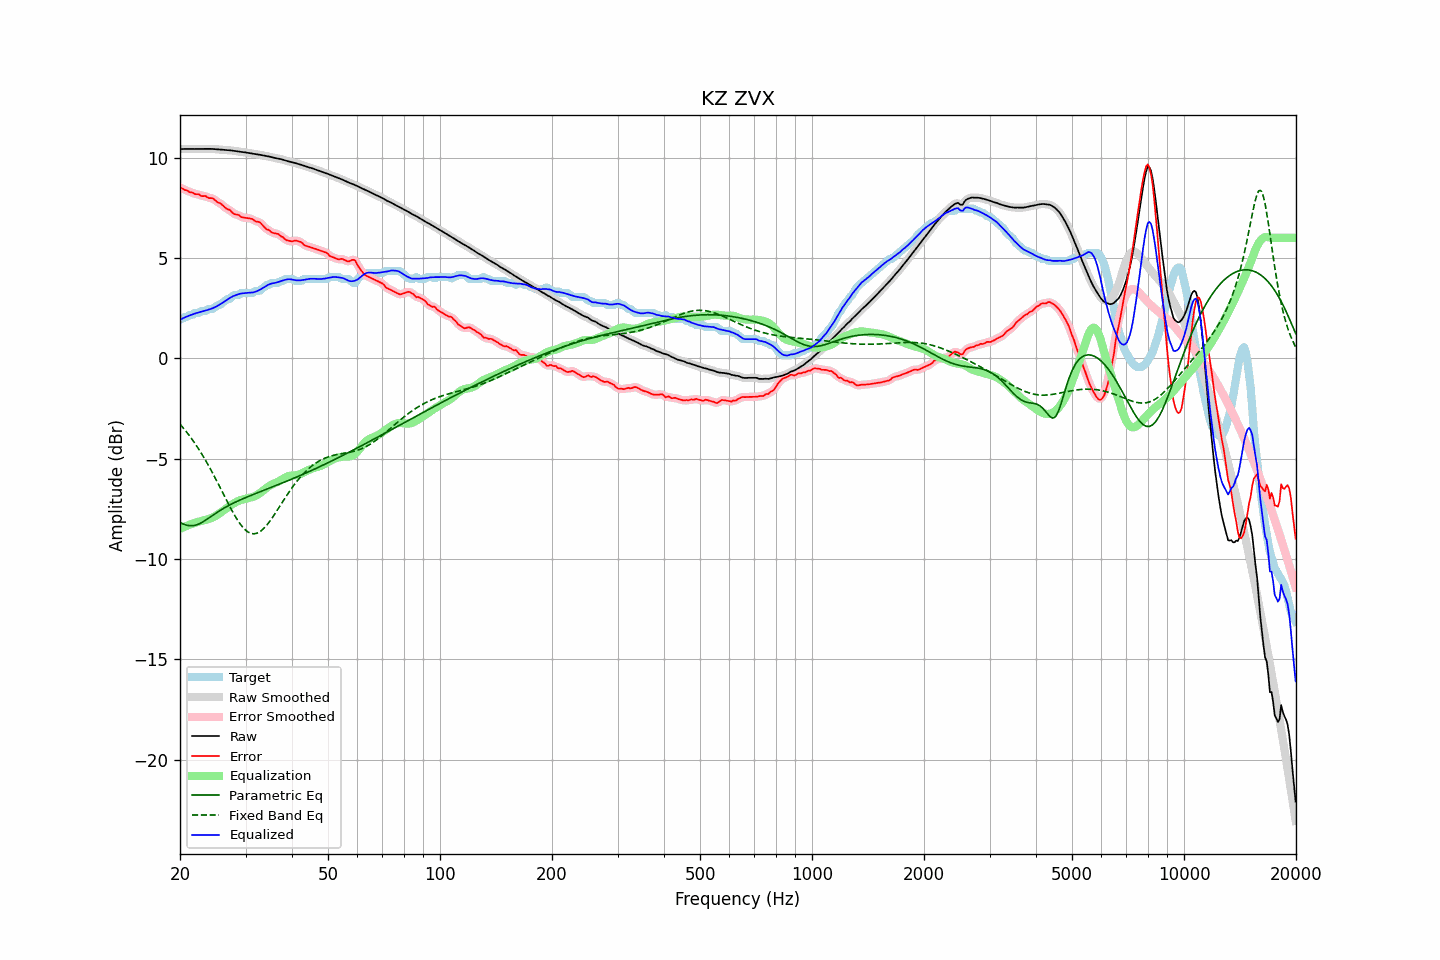 KZ ZVX
Amplitude (dBr)
10
5
0
−5
−10
−15
−20
Target
Raw Smoothed
Error Smoothed
Raw
Error
Equalization
Parametric Eq
Fixed Band Eq
Equalized
20 50 100 200 500 1000 2000 5000 10000 20000
Frequency (Hz)